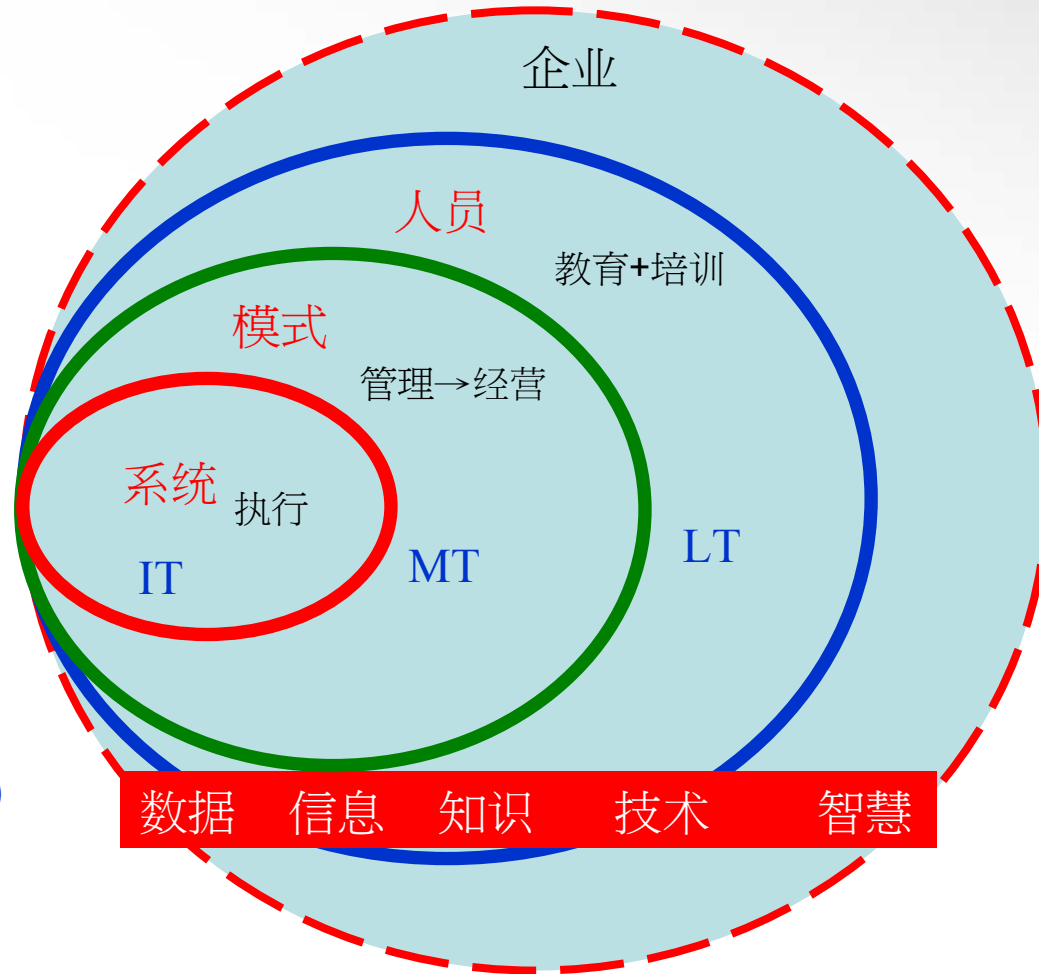 企业
人员
教育+培训
模式
管理→经营
系统 执行
IT
MT
LT
数据 信息 知识 技术 智慧